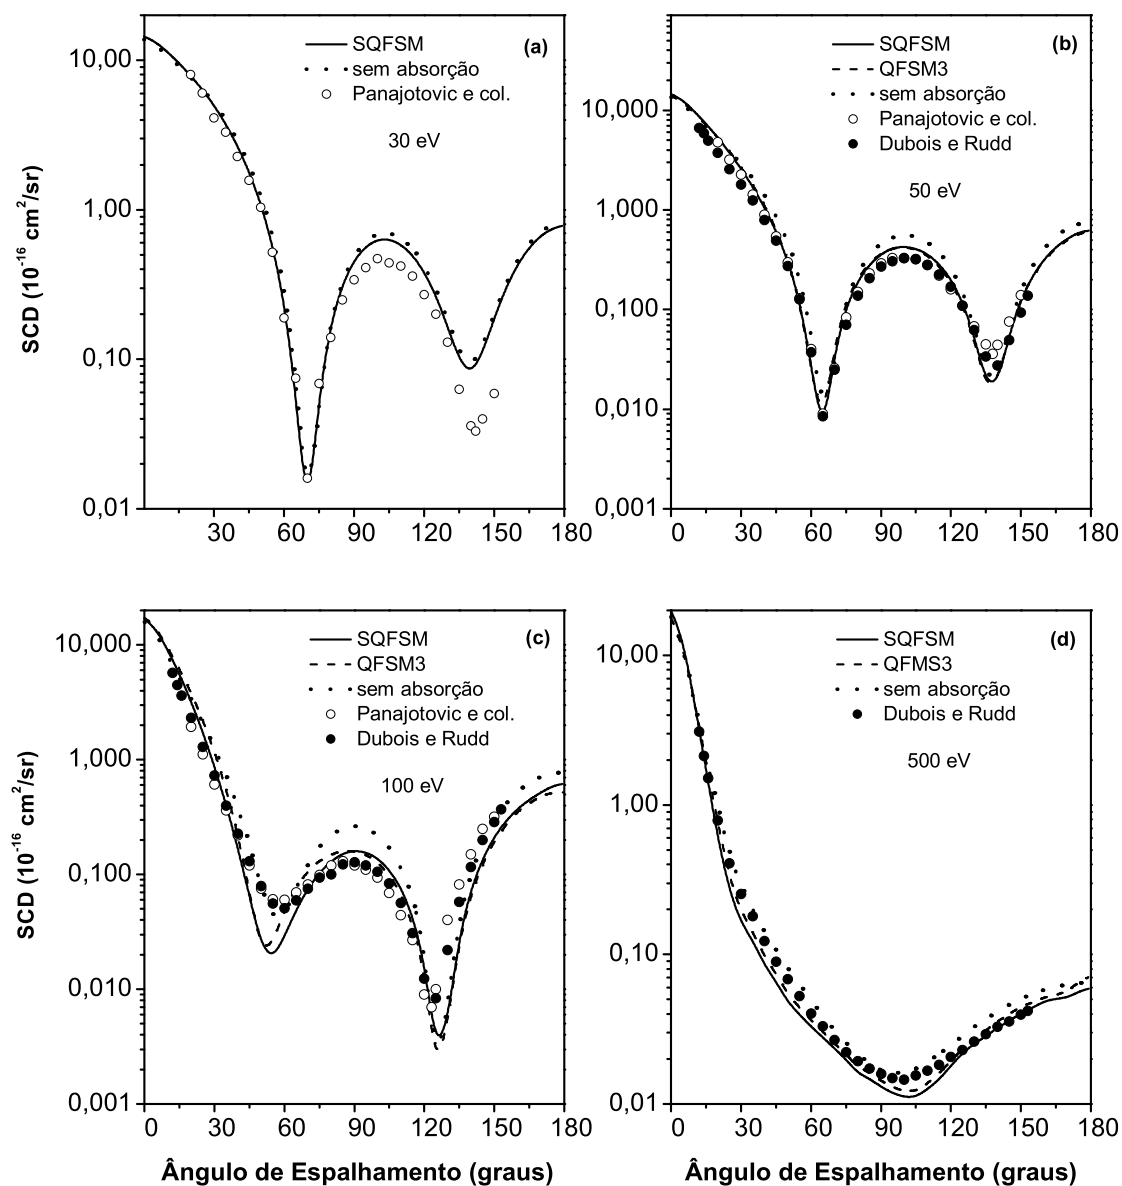 SQFSM
(a)
sem absorção
Panajotovic e col.
30 eV
10,00
1,00
0,10
0,01
0 30 60 90 120 150 180
SCD (10⁻¹⁶ cm²/sr)
SQFSM
(b)
QFSM3
sem absorção
Panajotovic e col.
Dubois e Rudd
50 eV
10,000
1,000
0,100
0,010
0,001
0 30 60 90 120 150 180
SQFSM
(c)
QFSM3
sem absorção
Panajotovic e col.
Dubois e Rudd
100 eV
10,000
1,000
0,100
0,010
0,001
0 30 60 90 120 150 180
SCD (10⁻¹⁶ cm²/sr)
Ângulo de Espalhamento (graus)
SQFSM
(d)
QFMS3
sem absorção
Dubois e Rudd
500 eV
10,00
1,00
0,10
0,01
0 30 60 90 120 150 180
Ângulo de Espalhamento (graus)